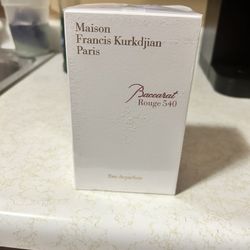 Maison
Francis Kurkdjian
Paris
Baccarat
Rouge 540
Eau de parfum